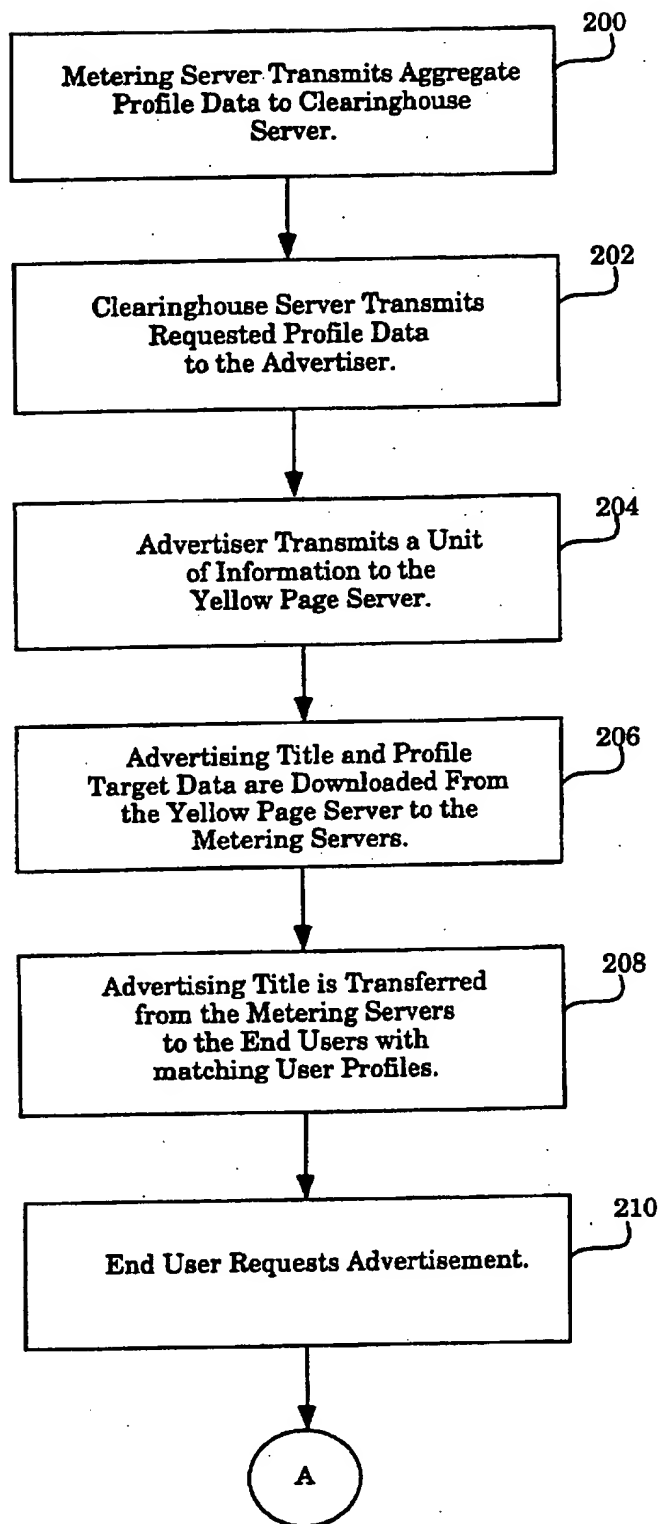 200
Metering Server Transmits Aggregate
Profile Data to Clearinghouse
Server.
202
Clearinghouse Server Transmits
Requested Profile Data
to the Advertiser.
204
Advertiser Transmits a Unit
of Information to the
Yellow Page Server.
206
Advertising Title and Profile
Target Data are Downloaded From
the Yellow Page Server to the
Metering Servers.
208
Advertising Title is Transferred
from the Metering Servers
to the End Users with
matching User Profiles.
210
End User Requests Advertisement.
A